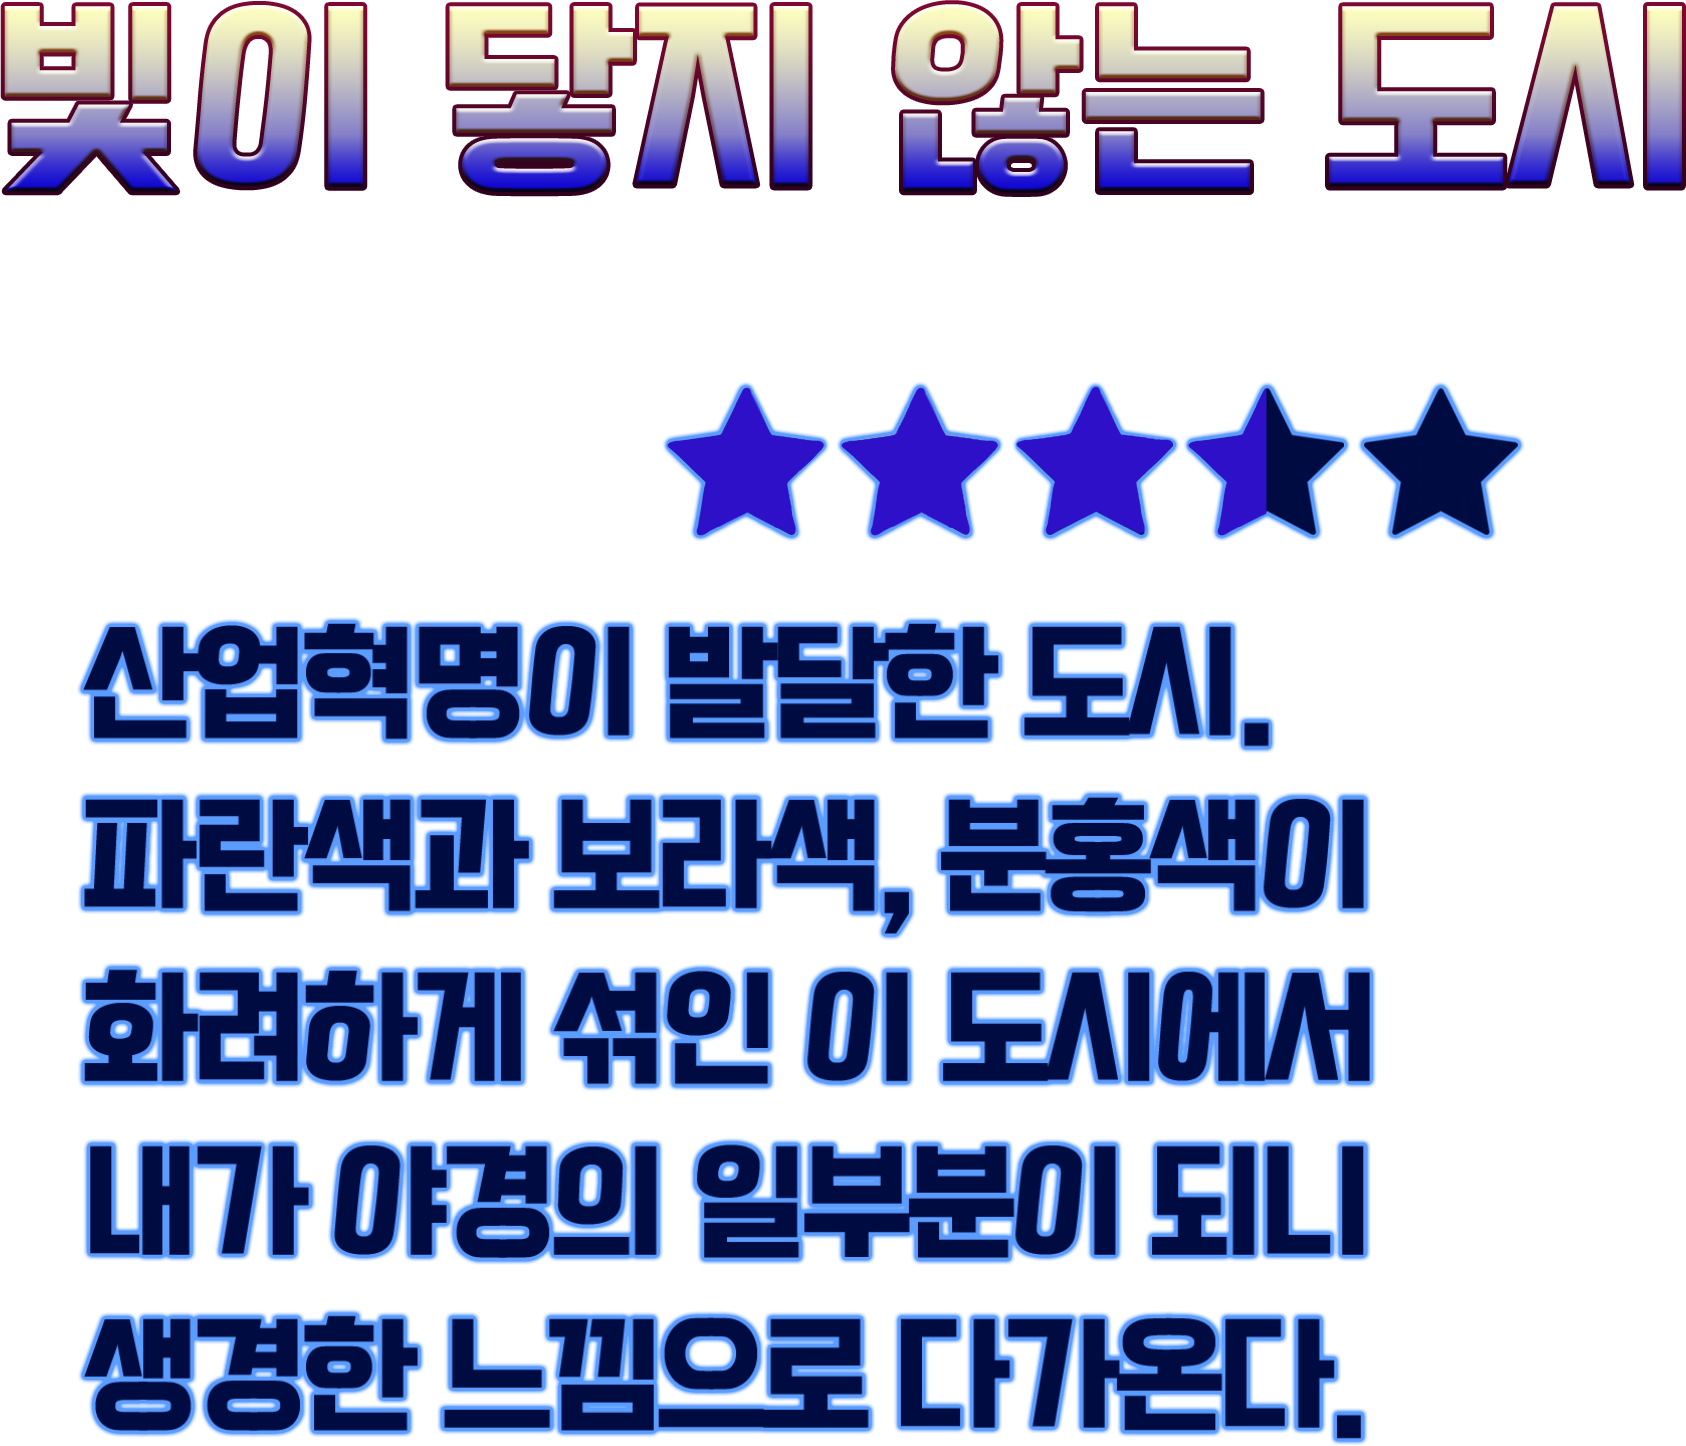 빛이 닿지 않는 도시
산업혁명이 발달한 도시.
파란색과 보라색, 분홍색이
화려하게 섞인 이 도시에서
내가 야경의 일부분이 되니
생경한 느낌으로 다가온다.